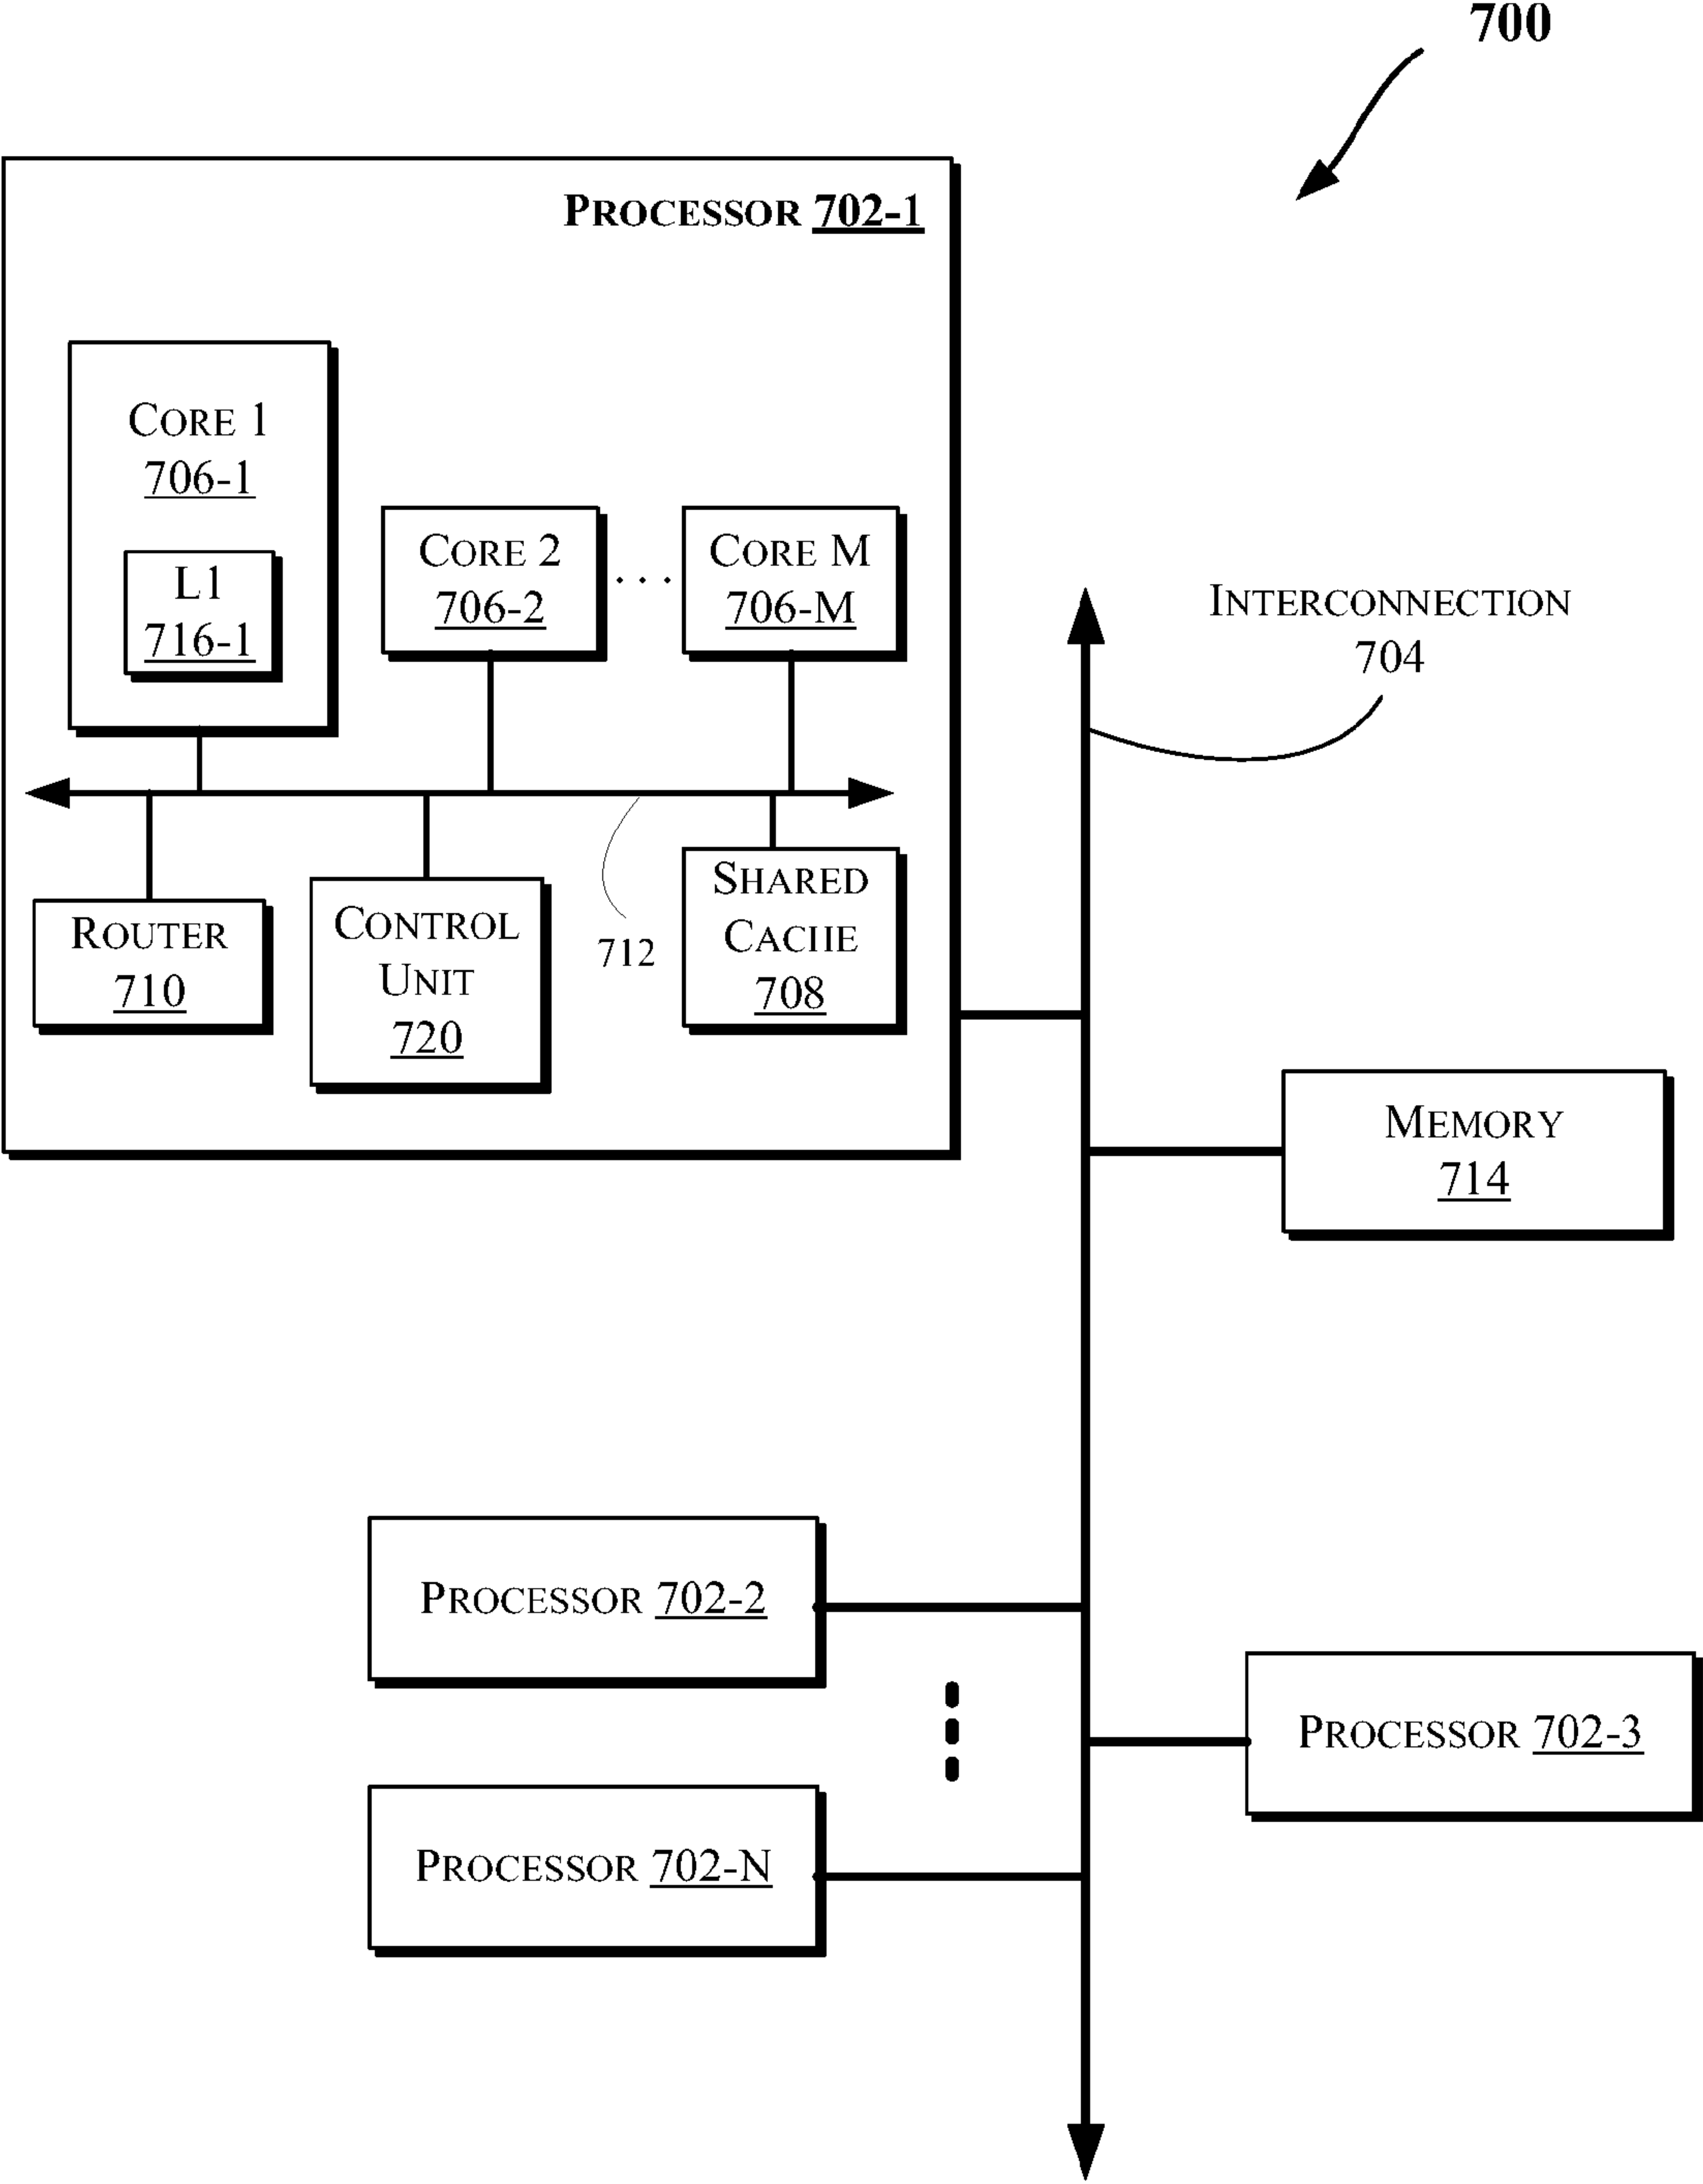 700
PROCESSOR 702-1
CORE 1
706-1
L1
716-1
CORE 2
706-2
. . .
CORE M
706-M
INTERCONNECTION
704
ROUTER
710
CONTROL
UNIT
720
712
SHARED
CACHE
708
MEMORY
714
PROCESSOR 702-2
PROCESSOR 702-3
PROCESSOR 702-N